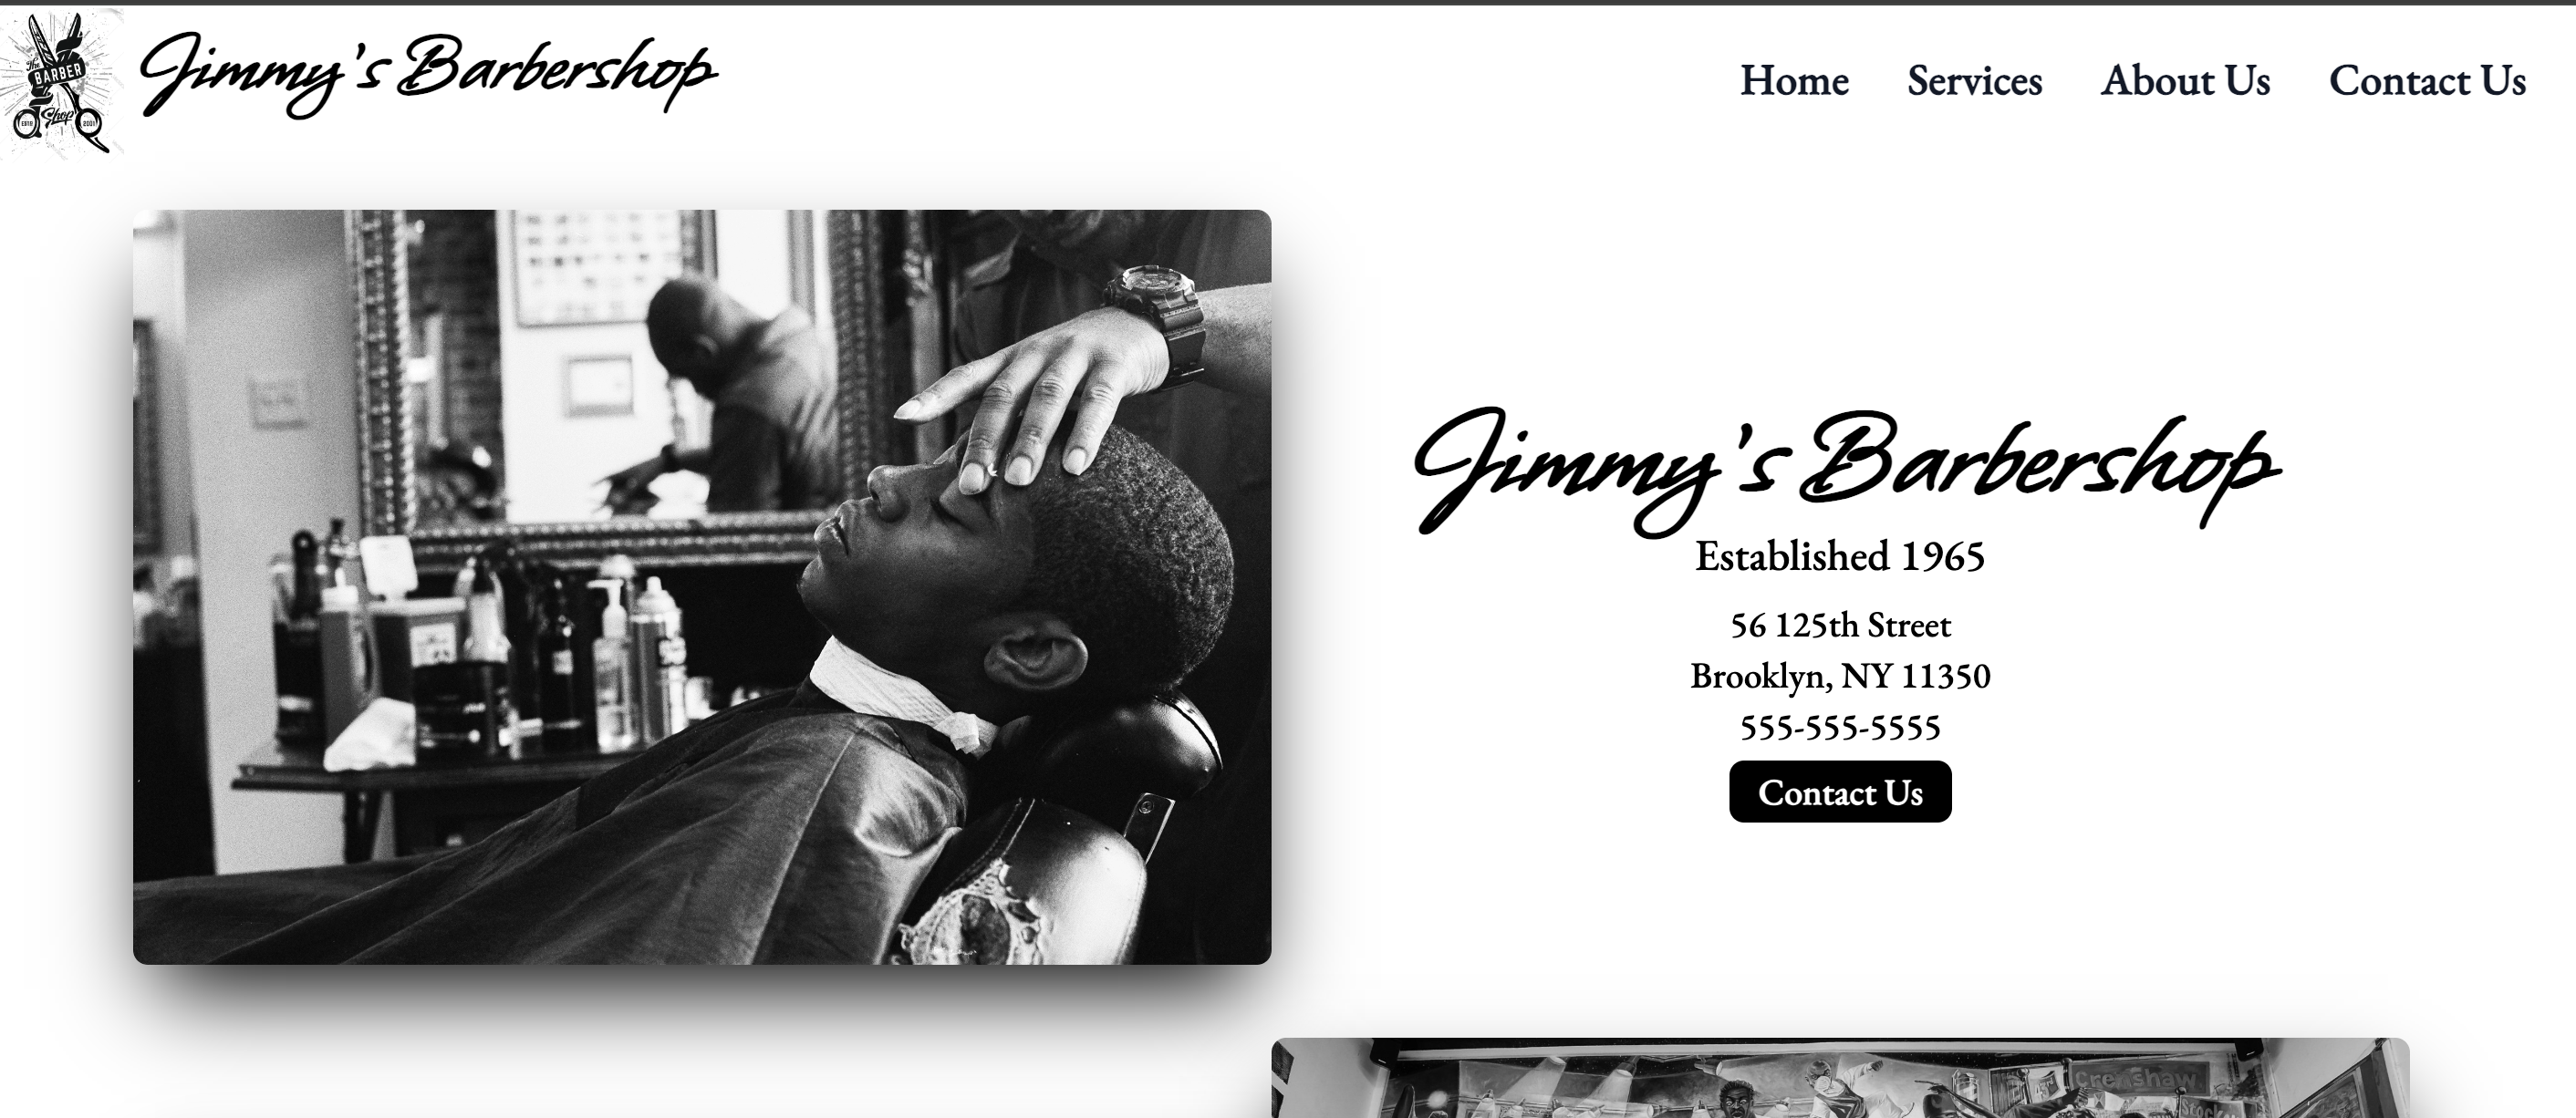 The
BARBER
Shop
ESTB
2001
Jimmy's Barbershop
Home
Services
About Us
Contact Us
Jimmy's Barbershop
Established 1965
56 125th Street
Brooklyn, NY 11350
555-555-5555
Contact Us
crenshaw